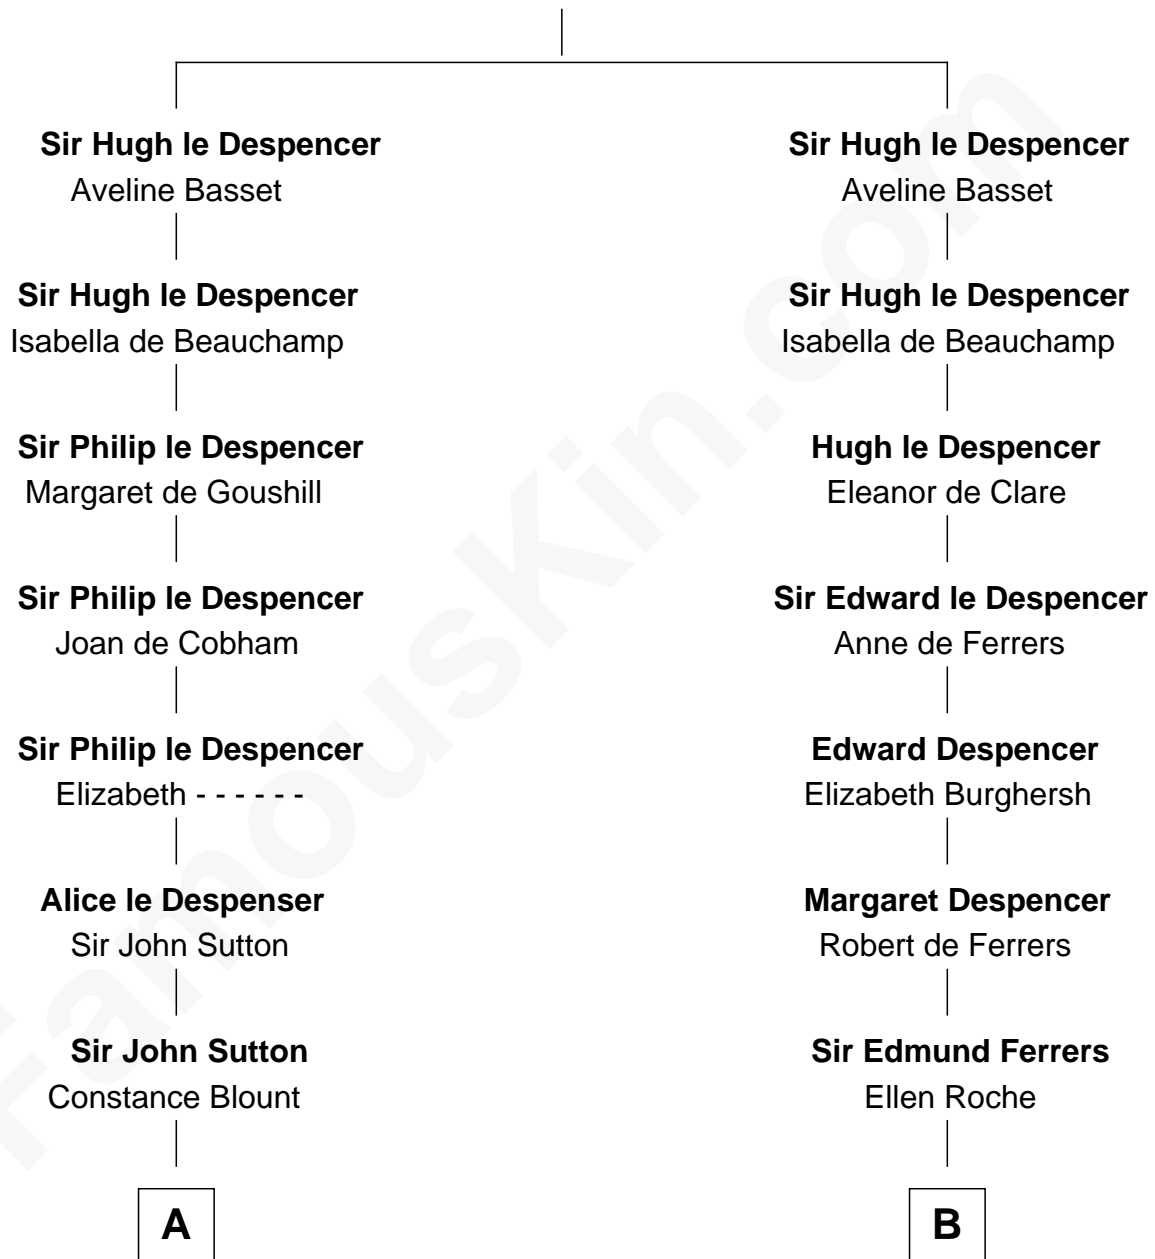 Sir Hugh le Despencer
Aveline Basset
Sir Hugh le Despencer
Isabella de Beauchamp
Sir Philip le Despencer
Margaret de Goushill
Sir Philip le Despencer
Joan de Cobham
Sir Philip le Despencer
Elizabeth - - - - - -
Alice le Despenser
Sir John Sutton
Sir John Sutton
Constance Blount
A
Sir Hugh le Despencer
Aveline Basset
Sir Hugh le Despencer
Isabella de Beauchamp
Hugh le Despencer
Eleanor de Clare
Sir Edward le Despencer
Anne de Ferrers
Edward Despencer
Elizabeth Burghersh
Margaret Despencer
Robert de Ferrers
Sir Edmund Ferrers
Ellen Roche
B
FamousKin.com